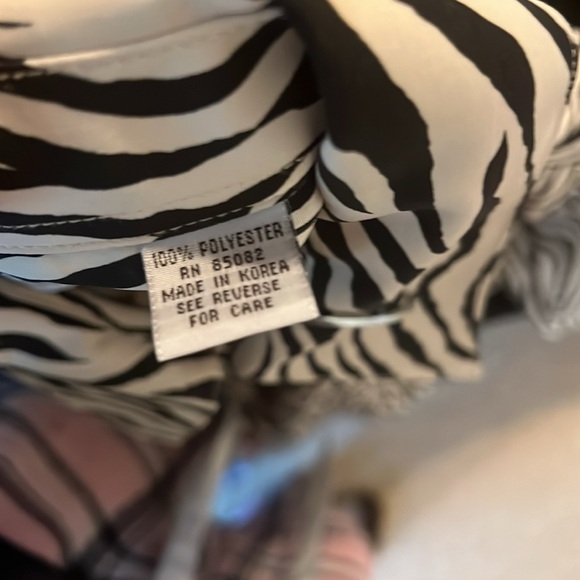 100% POLYESTER
RN 85082
MADE IN KOREA
SEE REVERSE
FOR CARE